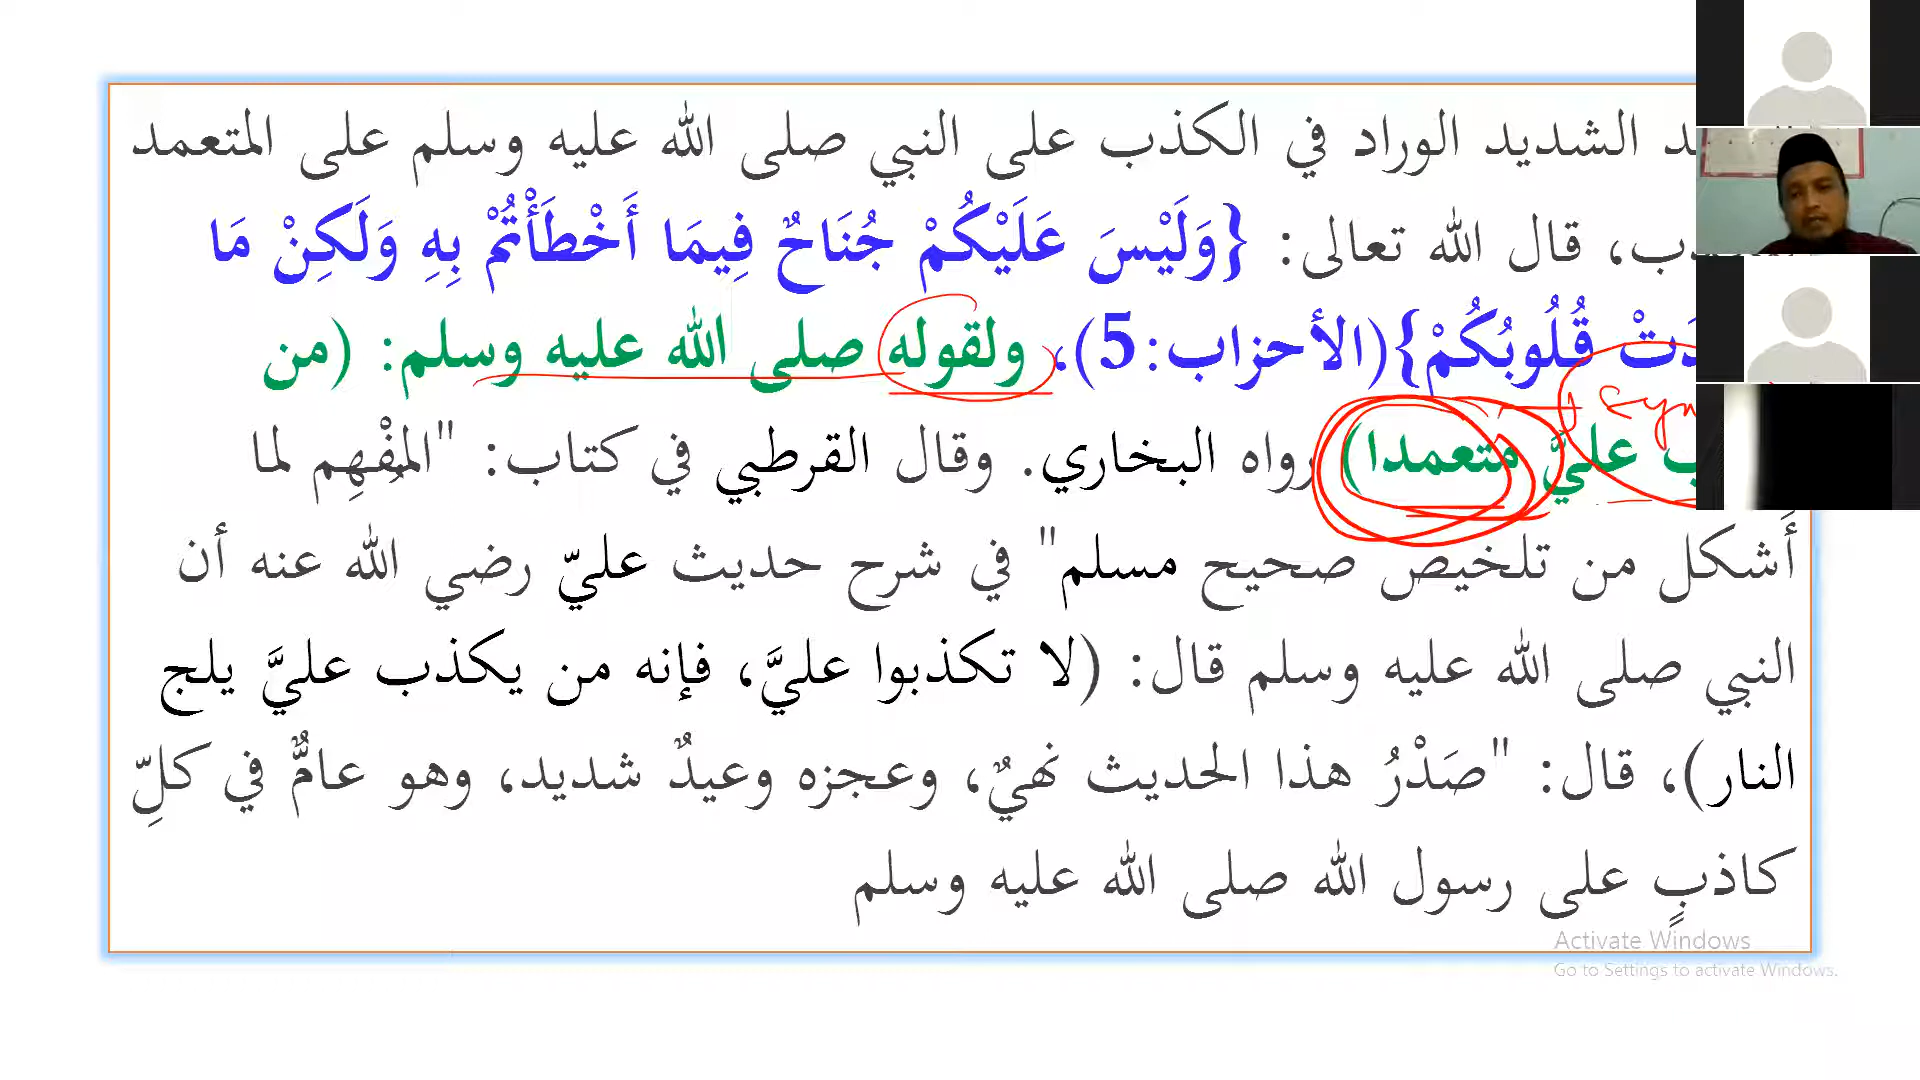 الشديد الوراد في الكذب على النبي صلى الله عليه وسلم على المتعمد
قال الله تعالى: {وَلَيْسَ عَلَيْكُمْ جُنَاحٌ فِيمَا أَخْطَأْتُمْ بِهِ وَلَكِنْ مَا
قُلُوبُكُمْ}(الأحزاب:5)، ولقوله صلى الله عليه وسلم: (من
عليَّ متعمدا) رواه البخاري. وقال القرطبي في كتاب: "المُفْهِم لما
أَشكل من تلخيص صحيح مسلم" في شرح حديث عليّ رضي الله عنه أن
النبي صلى الله عليه وسلم قال: (لا تكذبوا عليَّ، فإنه من يكذب عليَّ يلج
النار)، قال: "صَدْرُ هذا الحديث نهيٌ، وعجزه وعيدٌ شديد، وهو عامٌّ في كلِّ
كاذبٍ على رسول الله صلى الله عليه وسلم
Activate Windows
Go to Settings to activate Windows.